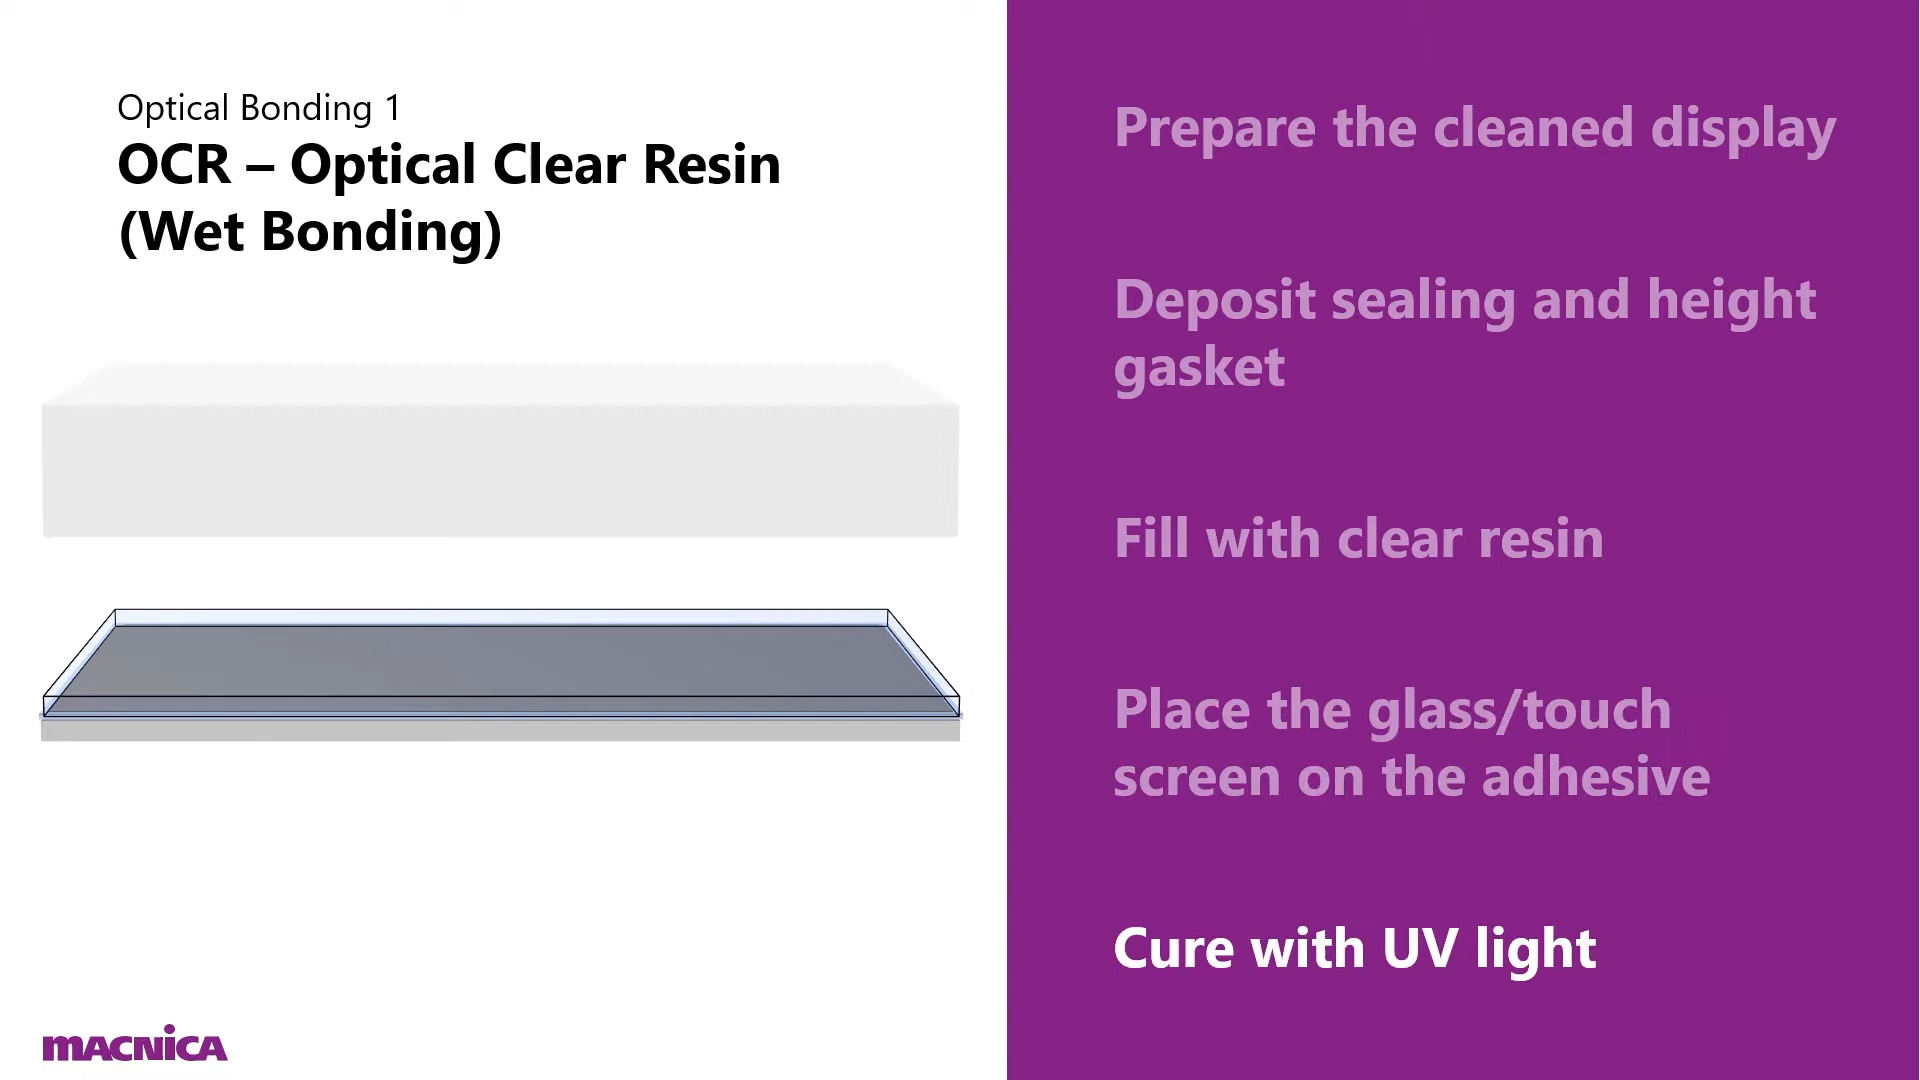 Optical Bonding 1
OCR – Optical Clear Resin
(Wet Bonding)
Prepare the cleaned display
Deposit sealing and height
gasket
Fill with clear resin
Place the glass/touch
screen on the adhesive
Cure with UV light
MACNiCA